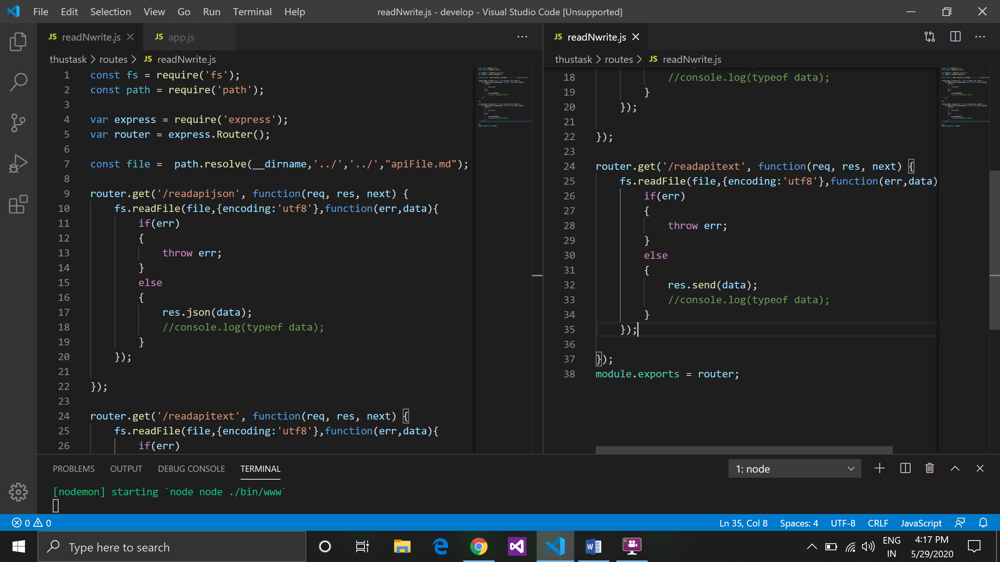 File Edit Selection View Go Run Terminal Help
readNwrite.js - develop - Visual Studio Code [Unsupported]
JS readNwrite.js
JS app.js
thustask > routes > JS readNwrite.js
1 const fs = require('fs');
2 const path = require('path');
3
4 var express = require('express');
5 var router = express.Router();
6
7 const file =  path.resolve(__dirname,'../','../',"apiFile.md");
8
9 router.get('/readapijson', function(req, res, next) {
10     fs.readFile(file,{encoding:'utf8'},function(err,data){
11         if(err)
12         {
13             throw err;
14         }
15         else
16         {
17             res.json(data);
18             //console.log(typeof data);
19         }
20     });
21
22 });
23
24 router.get('/readapitext', function(req, res, next) {
25     fs.readFile(file,{encoding:'utf8'},function(err,data){
26         if(err)
JS readNwrite.js
thustask > routes > JS readNwrite.js
18             //console.log(typeof data);
19         }
20     });
21
22 });
23
24 router.get('/readapitext', function(req, res, next) {
25     fs.readFile(file,{encoding:'utf8'},function(err,data)
26         if(err)
27         {
28             throw err;
29         }
30         else
31         {
32             res.send(data);
33             //console.log(typeof data);
34         }
35     });
36
37 });
38 module.exports = router;
PROBLEMS OUTPUT DEBUG CONSOLE TERMINAL
1: node
[nodemon] starting `node node ./bin/www`
0 0
Ln 35, Col 8 Spaces: 4 UTF-8 CRLF JavaScript
Type here to search
ENG
IN
4:17 PM
5/29/2020